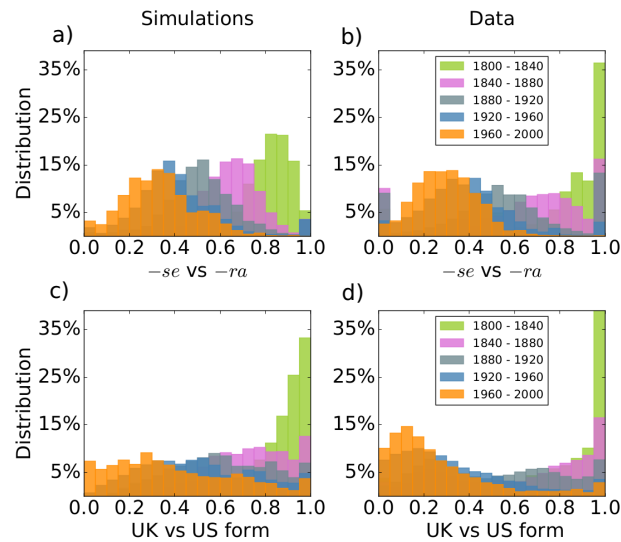 Simulations
Data
a)
b)
35%
25%
15%
5%
Distribution
0.0 0.2 0.4 0.6 0.8 1.0
−se vs −ra
35%
25%
15%
5%
1800 - 1840
1840 - 1880
1880 - 1920
1920 - 1960
1960 - 2000
0.0 0.2 0.4 0.6 0.8 1.0
−se vs −ra
c)
d)
35%
25%
15%
5%
Distribution
0.0 0.2 0.4 0.6 0.8 1.0
UK vs US form
35%
25%
15%
5%
1800 - 1840
1840 - 1880
1880 - 1920
1920 - 1960
1960 - 2000
0.0 0.2 0.4 0.6 0.8 1.0
UK vs US form